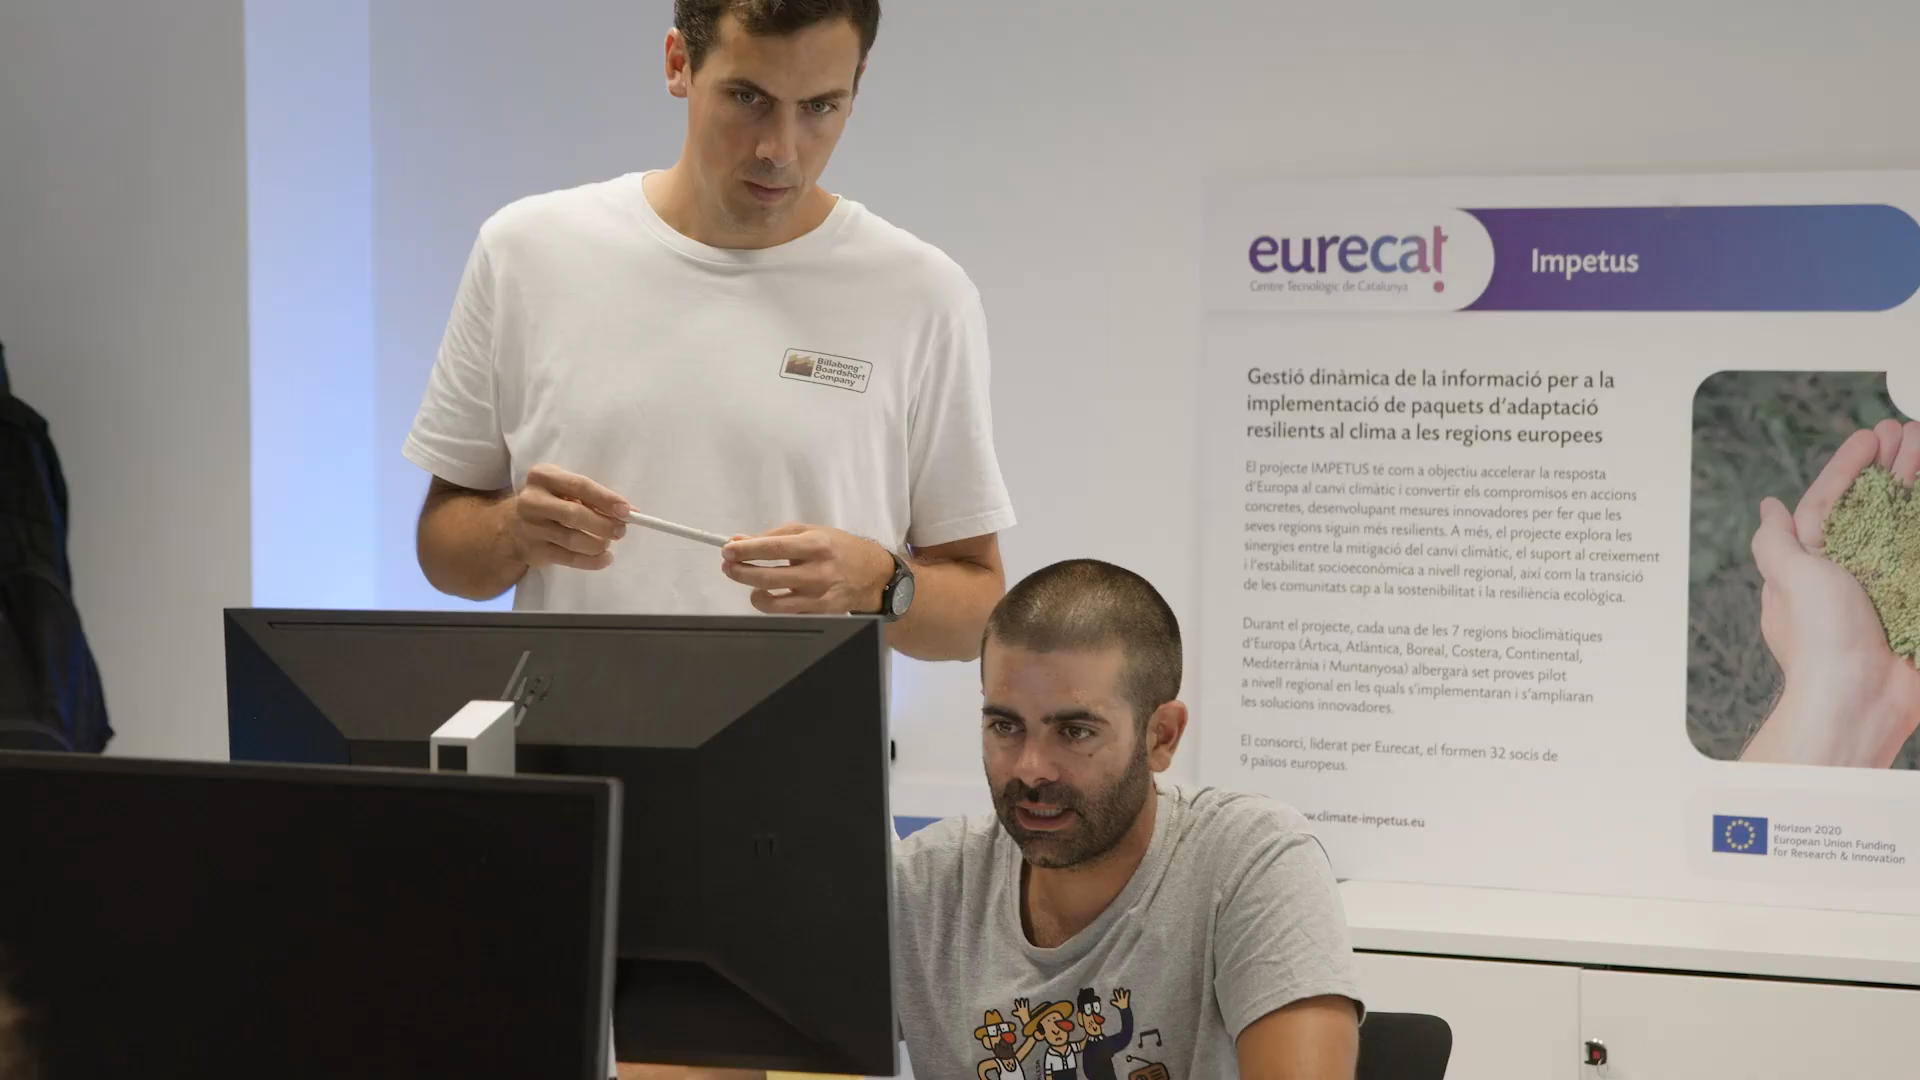 Billabong
Boardshort
Company
eurecat
Centre Tecnològic de Catalunya
Impetus
Gestió dinàmica de la informació per a la
implementació de paquets d'adaptació
resilients al clima a les regions europees
El projecte IMPETUS té com a objectiu accelerar la resposta
d'Europa al canvi climàtic i convertir els compromisos en accions
concretes, desenvolupant mesures innovadores per fer que les
seves regions siguin més resilients. A més, el projecte explora les
sinergies entre la mitigació del canvi climàtic, el suport al creixement
i l'estabilitat socioeconòmica a nivell regional, així com la transició
de les comunitats cap a la sostenibilitat i la resiliència ecològica.
Durant el projecte, cada una de les 7 regions bioclimàtiques
d'Europa (Àrtica, Atlàntica, Boreal, Costera, Continental,
Mediterrània i Muntanyosa) albergarà set proves pilot
a nivell regional en les quals s'implementaran i s'ampliaran
les solucions innovadores.
El consorci, liderat per Eurecat, el formen 32 socis de
9 països europeus.
w.climate-impetus.eu
Horizon 2020
European Union Funding
for Research & Innovation